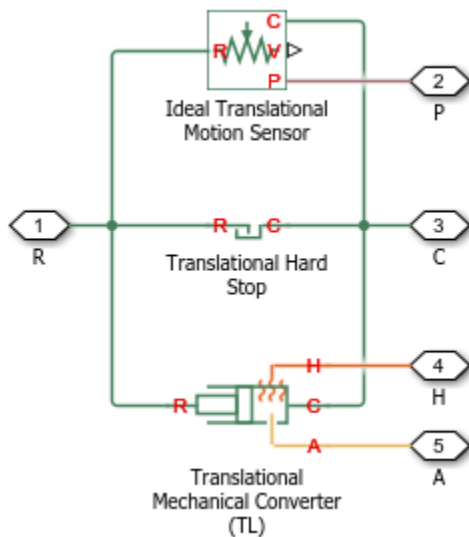 C
R
V
P
2
P
Ideal Translational
Motion Sensor
1
R
R
C
3
C
Translational Hard
Stop
H
4
H
R
C
A
5
A
Translational
Mechanical Converter
(TL)